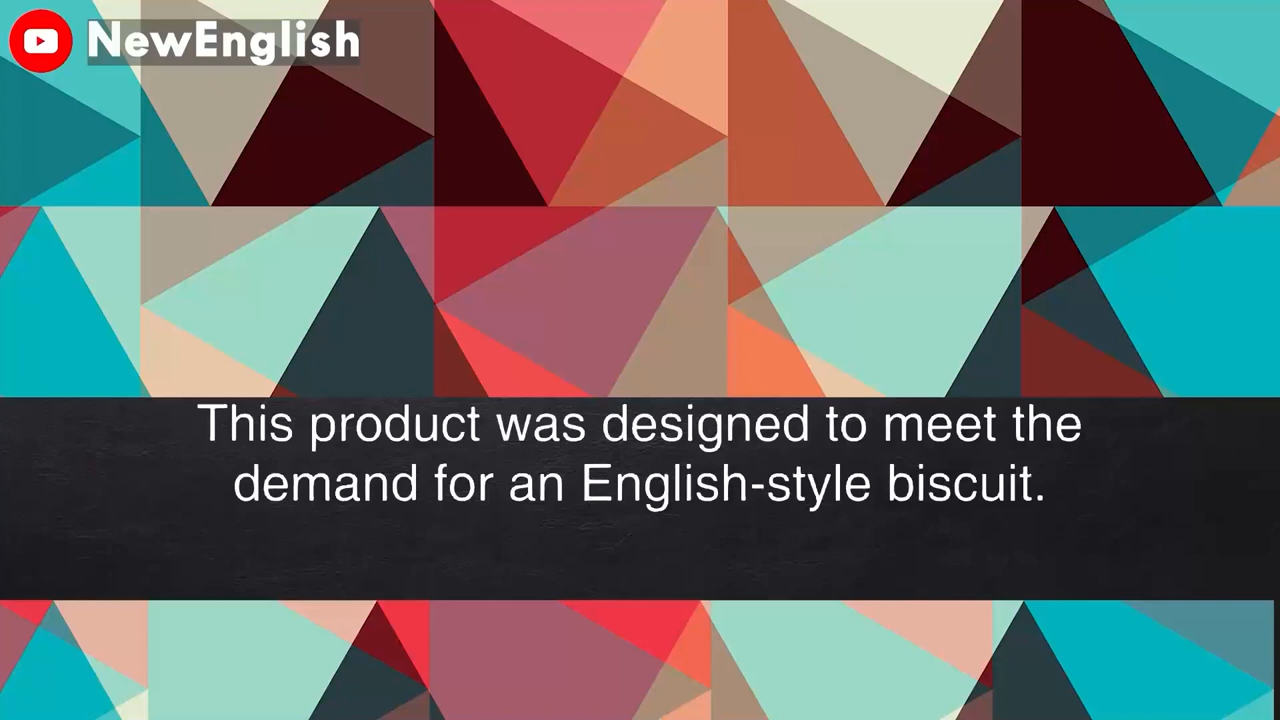 NewEnglish
This product was designed to meet the
demand for an English-style biscuit.